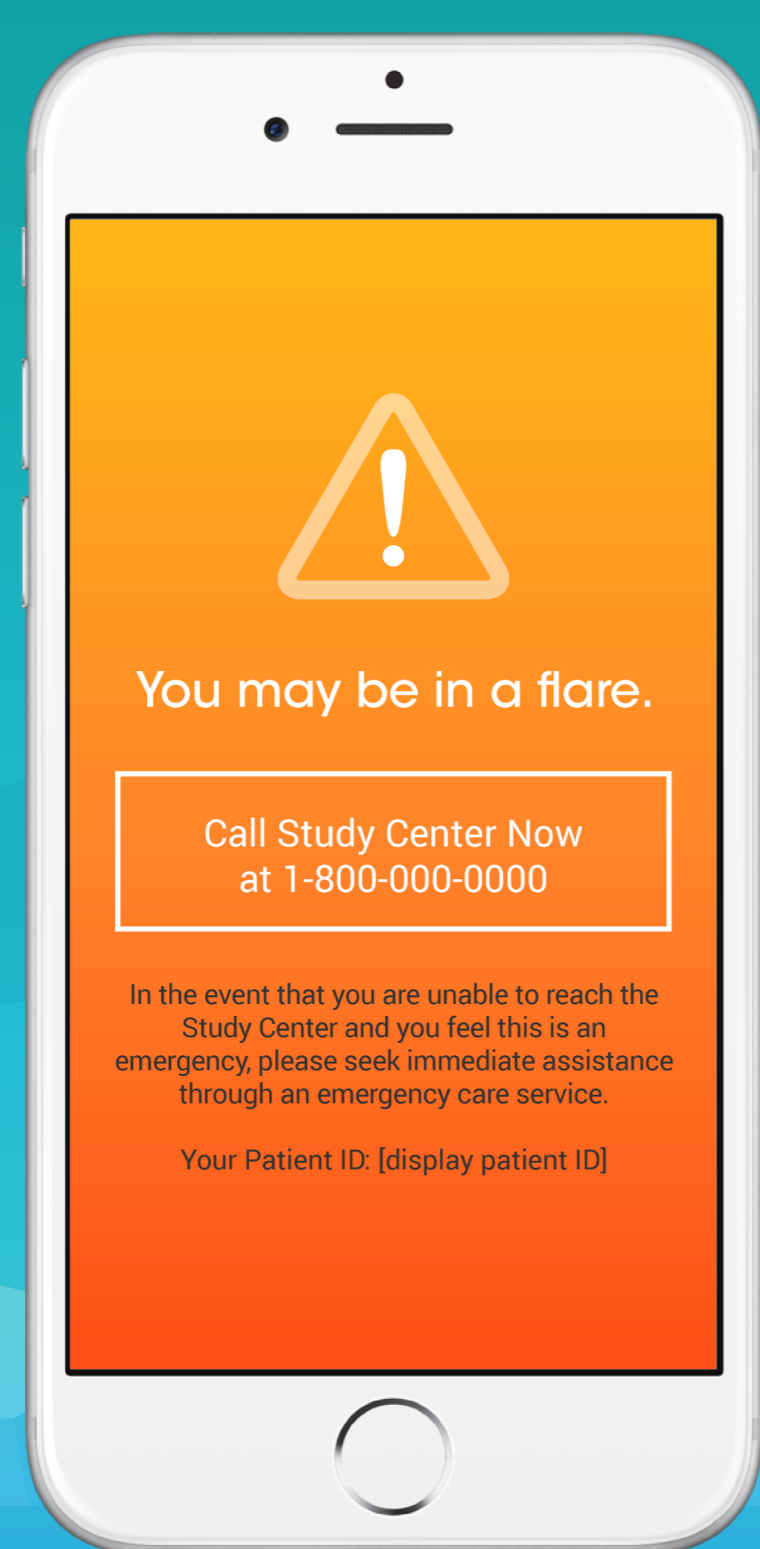 You may be in a flare.
Call Study Center Now
at 1-800-000-0000
In the event that you are unable to reach the
Study Center and you feel this is an
emergency, please seek immediate assistance
through an emergency care service.
Your Patient ID: [display patient ID]